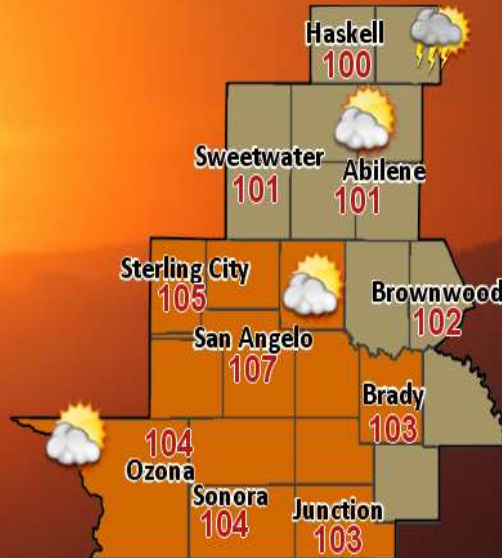 Haskell
100
Sweetwater
101
Abilene
101
Sterling City
105
Brownwood
102
San Angelo
107
Brady
103
104
Ozona
Sonora
104
Junction
103